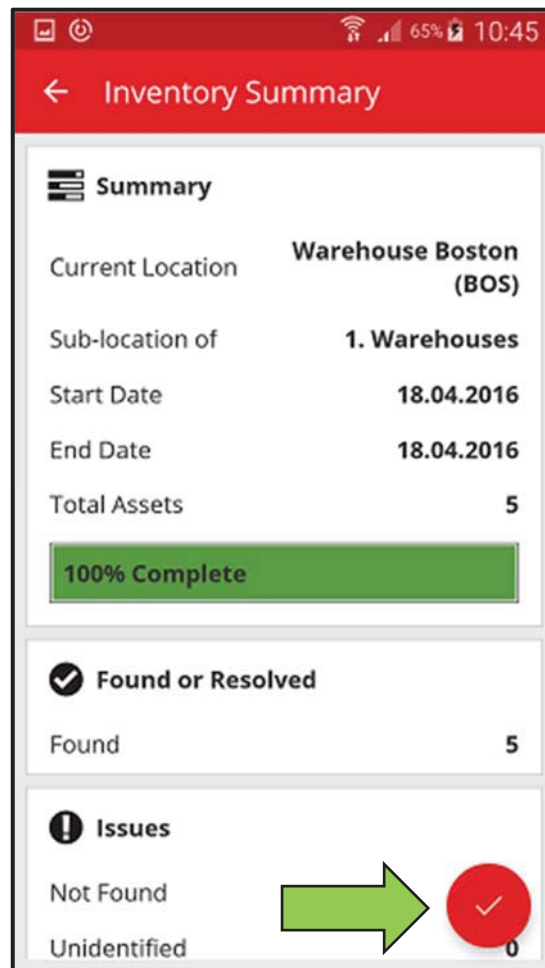 65% 10:45
Inventory Summary
Summary
Current Location Warehouse Boston
(BOS)
Sub-location of 1. Warehouses
Start Date 18.04.2016
End Date 18.04.2016
Total Assets 5
100% Complete
Found or Resolved
Found 5
Issues
Not Found
Unidentified 0